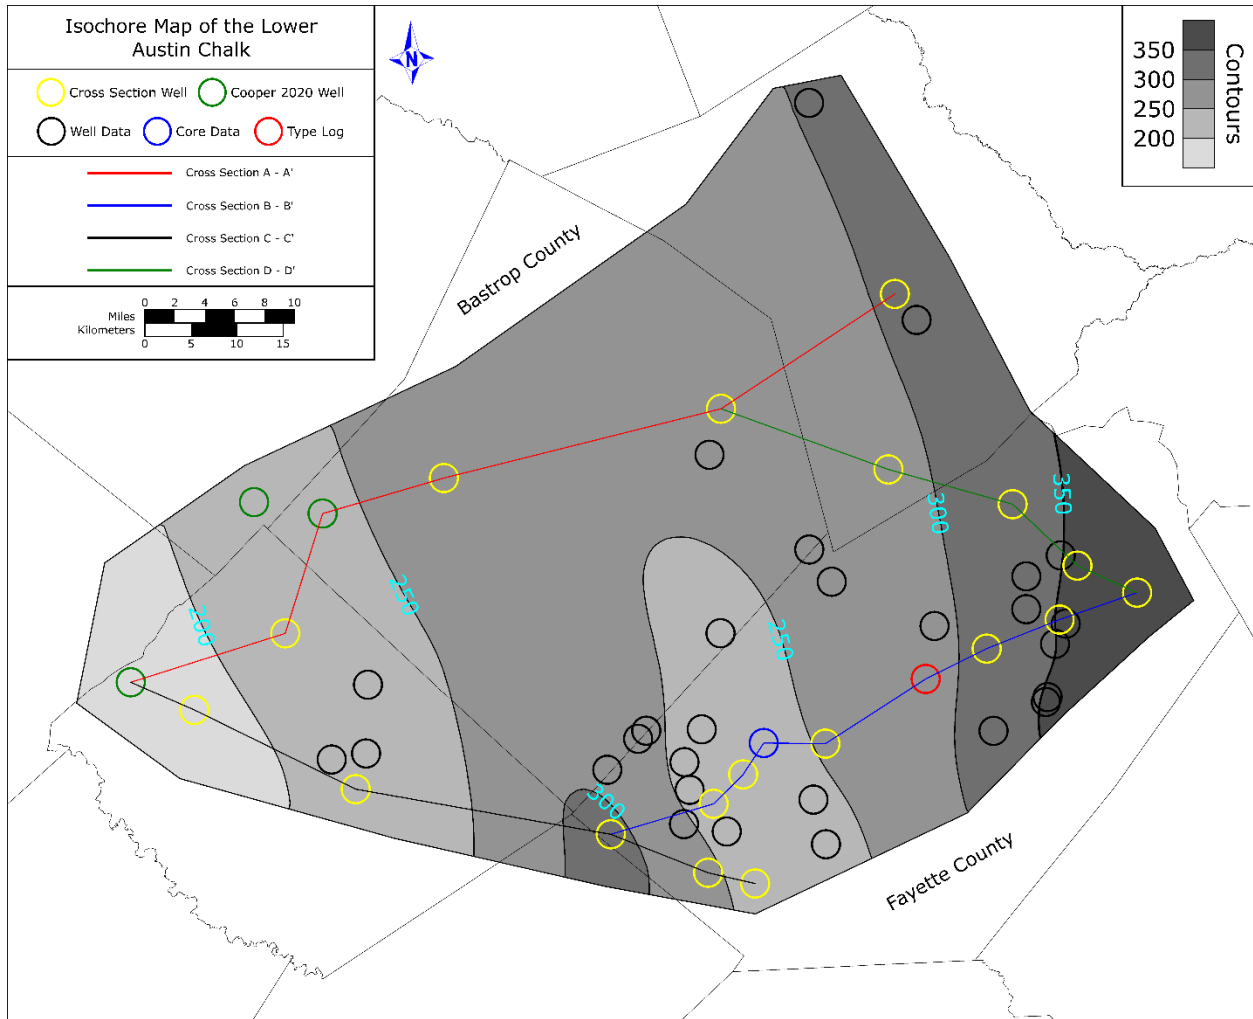 Isochore Map of the Lower
Austin Chalk
Cross Section Well
Cooper 2020 Well
Well Data
Core Data
Type Log
Cross Section A - A'
Cross Section B - B'
Cross Section C - C'
Cross Section D - D'
0 2 4 6 8 10
Miles
Kilometers
0 5 10 15
N
350
300
250
200
Contours
Bastrop County
300
350
250
200
250
300
Fayette County